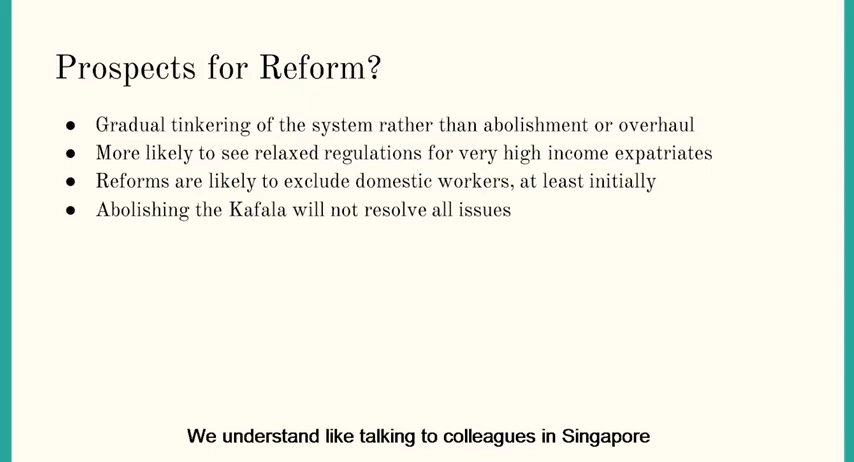 Prospects for Reform?
● Gradual tinkering of the system rather than abolishment or overhaul
● More likely to see relaxed regulations for very high income expatriates
● Reforms are likely to exclude domestic workers, at least initially
● Abolishing the Kafala will not resolve all issues
We understand like talking to colleagues in Singapore